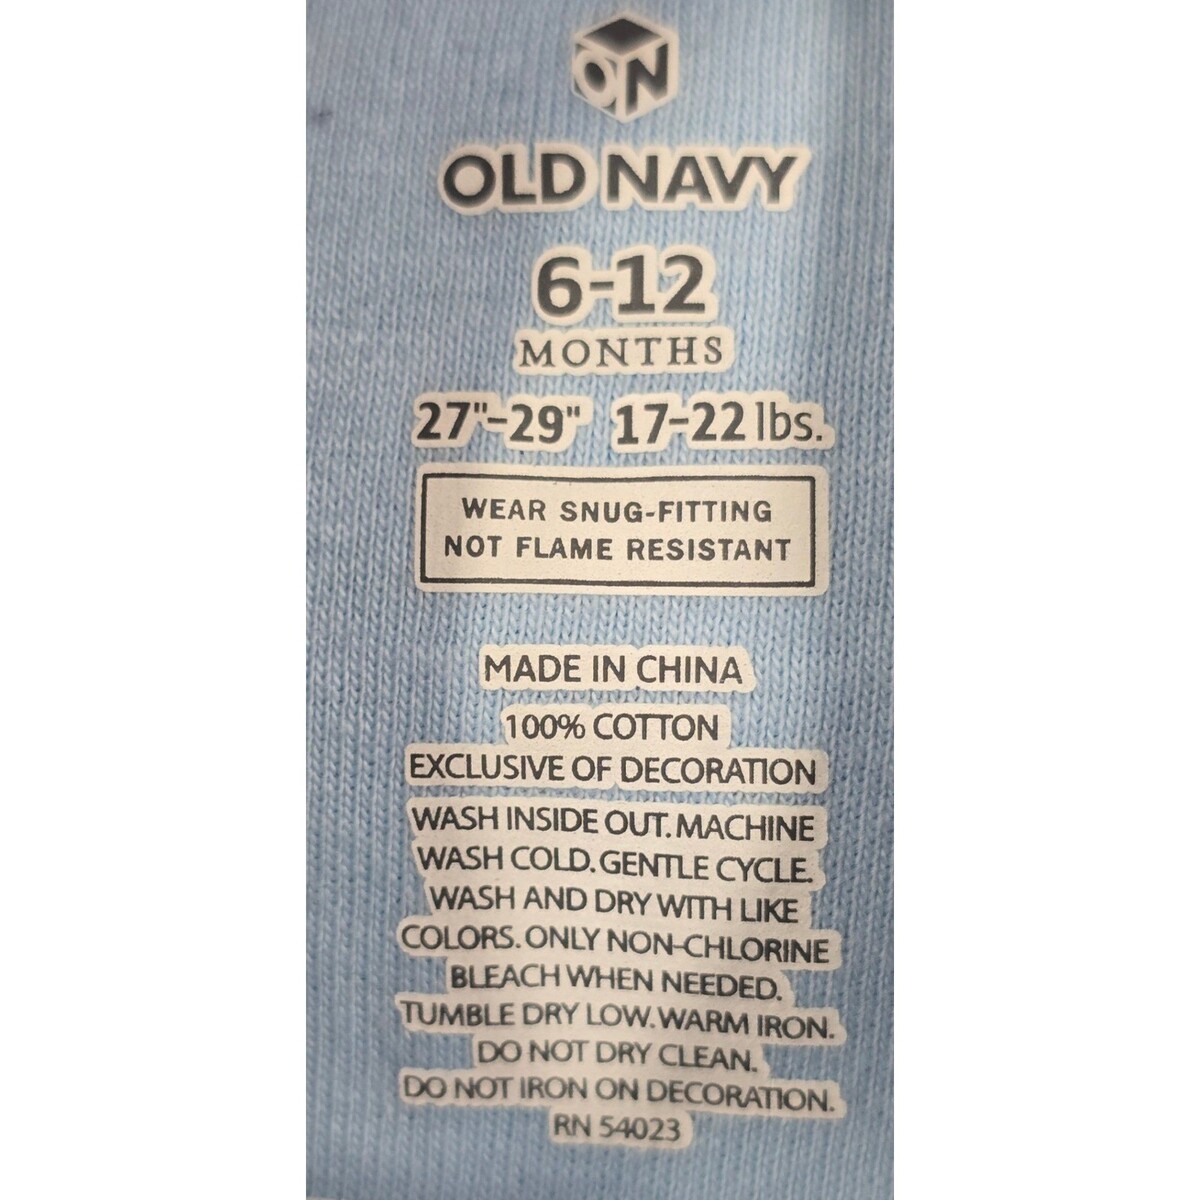 ON
OLD NAVY
6-12
MONTHS
27"-29" 17-22 lbs.
WEAR SNUG-FITTING
NOT FLAME RESISTANT
MADE IN CHINA
100% COTTON
EXCLUSIVE OF DECORATION
WASH INSIDE OUT. MACHINE
WASH COLD. GENTLE CYCLE.
WASH AND DRY WITH LIKE
COLORS. ONLY NON-CHLORINE
BLEACH WHEN NEEDED.
TUMBLE DRY LOW. WARM IRON.
DO NOT DRY CLEAN.
DO NOT IRON ON DECORATION.
RN 54023